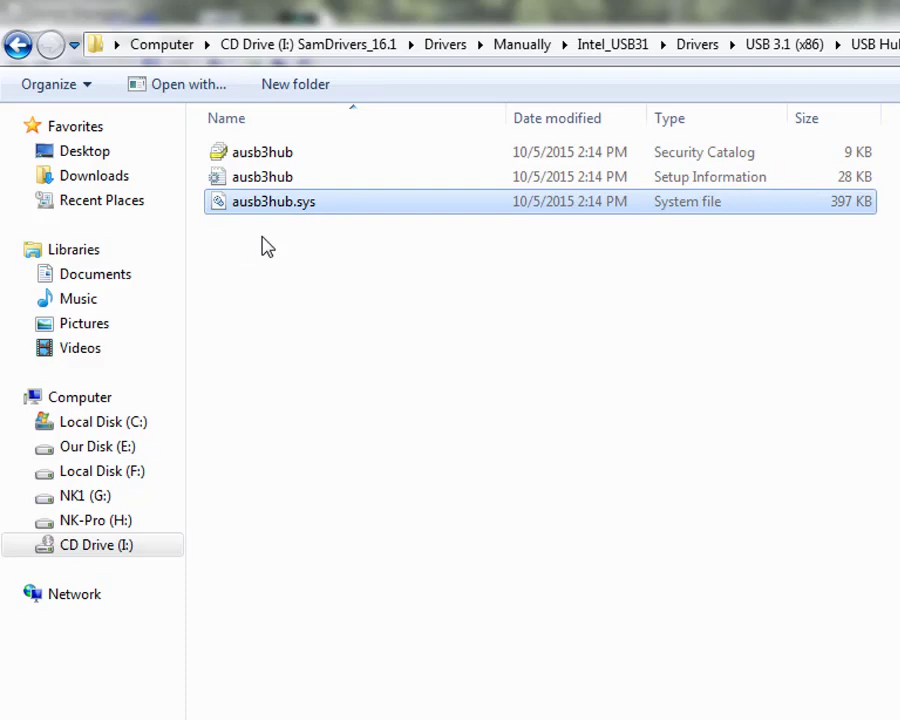 Computer CD Drive (I:) SamDrivers_16.1 Drivers Manually Intel_USB31 Drivers USB 3.1 (x86) USB Hu
Organize Open with... New folder
Name Date modified Type Size
Favorites
Desktop
Downloads
Recent Places
Libraries
Documents
Music
Pictures
Videos
Computer
Local Disk (C:)
Our Disk (E:)
Local Disk (F:)
NK1 (G:)
NK-Pro (H:)
CD Drive (I:)
Network
ausb3hub 10/5/2015 2:14 PM Security Catalog 9 KB
ausb3hub 10/5/2015 2:14 PM Setup Information 28 KB
ausb3hub.sys 10/5/2015 2:14 PM System file 397 KB